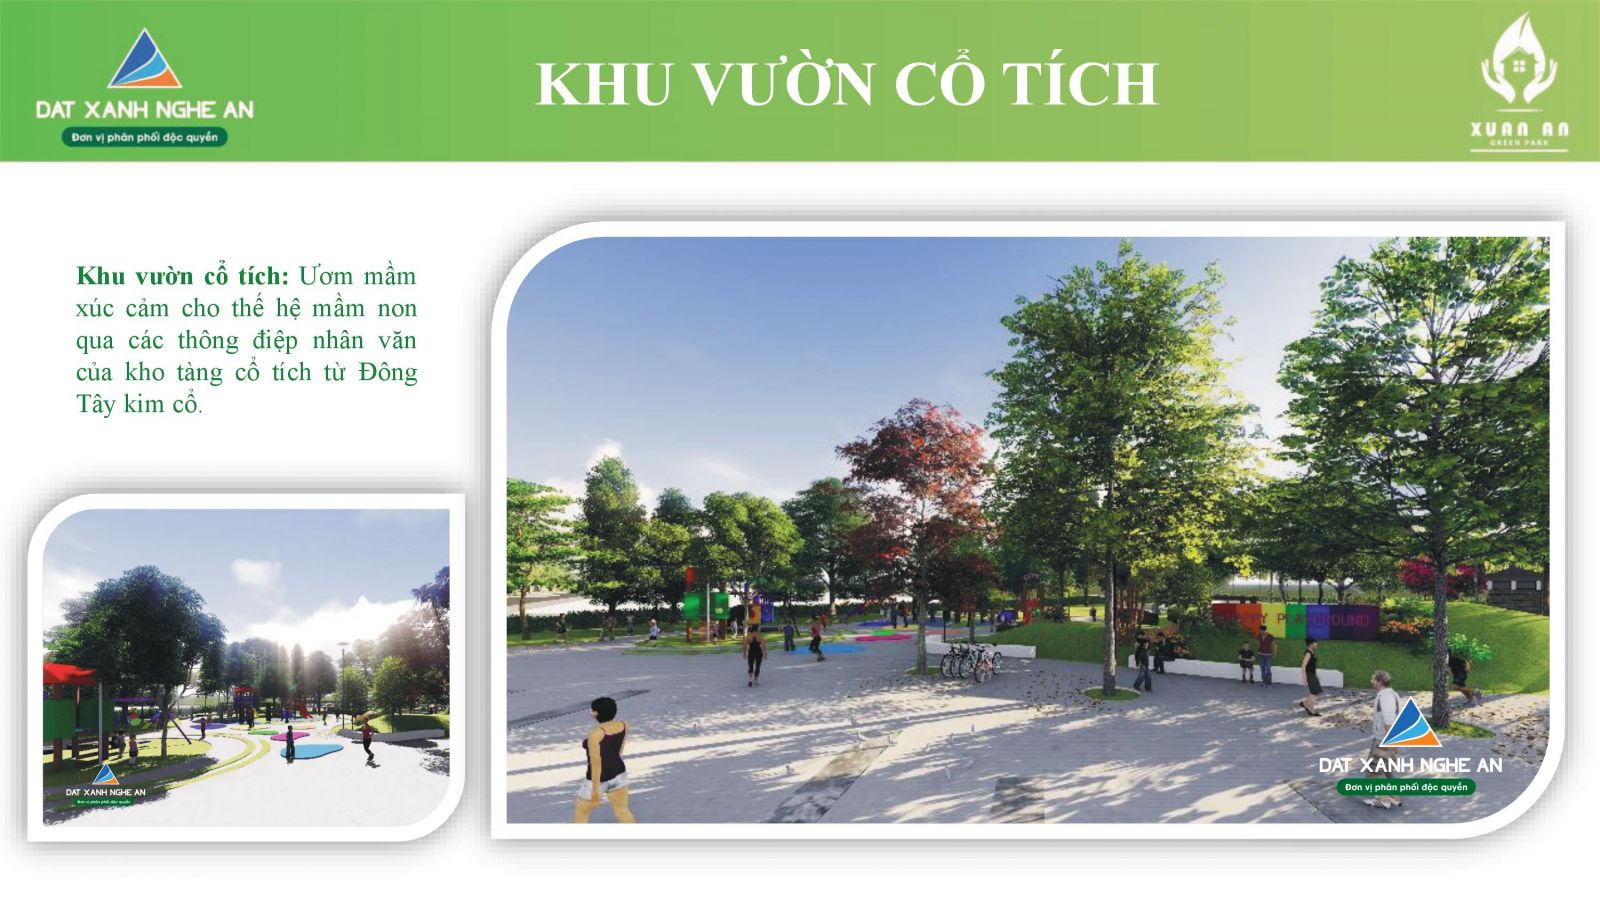 DAT XANH NGHE AN
Đơn vị phân phối độc quyền
KHU VƯỜN CỔ TÍCH
XUAN AN
GREEN PARK
Khu vườn cổ tích: Ươm mầm
xúc cảm cho thế hệ mầm non
qua các thông điệp nhân văn
của kho tàng cổ tích từ Đông
Tây kim cổ.
PLAYGROUND
DAT XANH NGHE AN
Đơn vị phân phối độc quyền
DAT XANH NGHE AN
Đơn vị phân phối độc quyền